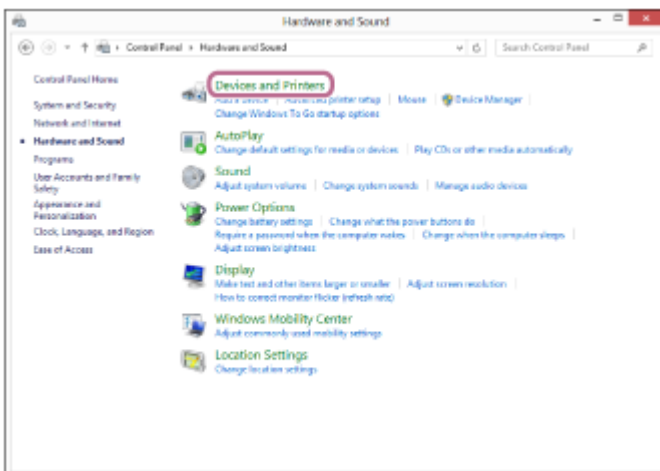 Hardware and Sound
Control Panel › Hardware and Sound
Search Control Panel
Control Panel Home
System and Security
Network and Internet
Hardware and Sound
Programs
User Accounts and Family
Safety
Appearance and
Personalization
Clock, Language, and Region
Ease of Access
Devices and Printers
Add a device | Advanced printer setup | Mouse | Device Manager
Change Windows To Go startup options
AutoPlay
Change default settings for media or devices | Play CDs or other media automatically
Sound
Adjust system volume | Change system sounds | Manage audio devices
Power Options
Change battery settings | Change what the power buttons do
Require a password when the computer wakes | Change when the computer sleeps
Adjust screen brightness
Display
Make text and other items larger or smaller | Adjust screen resolution
How to correct monitor flicker (refresh rate)
Windows Mobility Center
Adjust commonly used mobility settings
Location Settings
Change location settings